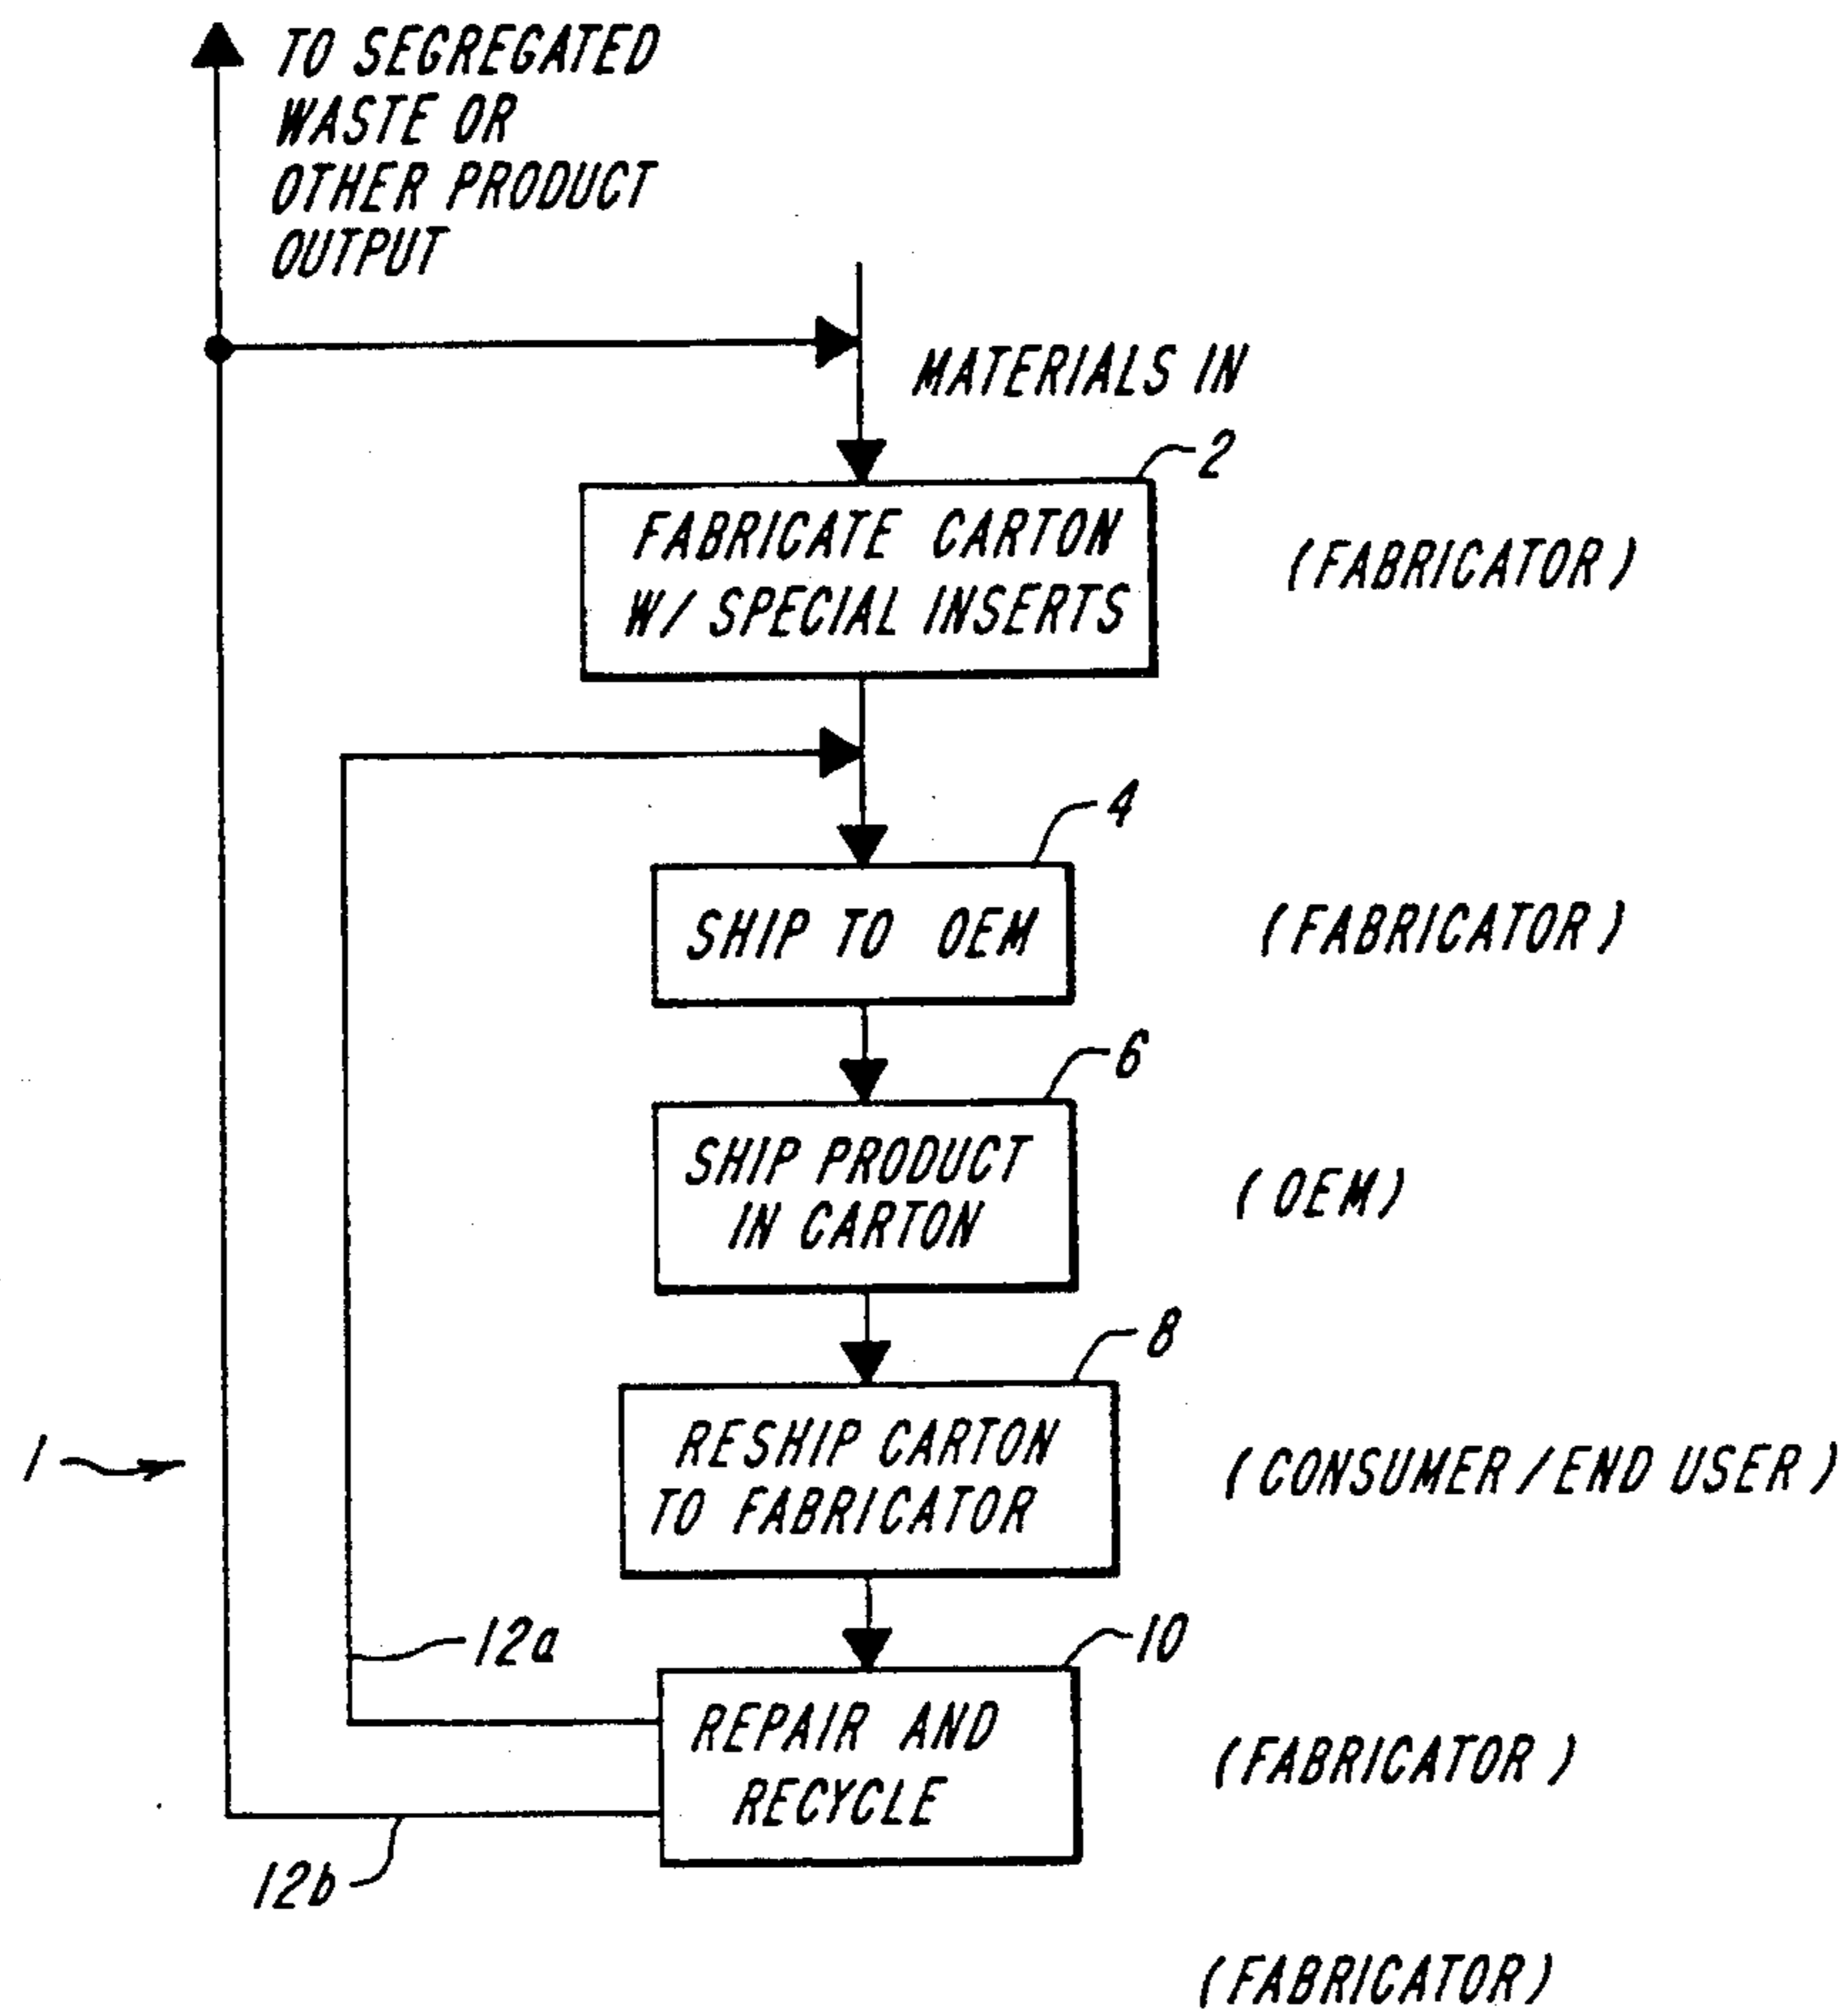 TO SEGREGATED
WASTE OR
OTHER PRODUCT
OUTPUT
MATERIALS IN
2
FABRICATE CARTON
W/ SPECIAL INSERTS
(FABRICATOR)
4
SHIP TO OEM
(FABRICATOR)
6
SHIP PRODUCT
IN CARTON
(OEM)
8
RESHIP CARTON
TO FABRICATOR
(CONSUMER/END USER)
1
12a
10
REPAIR AND
RECYCLE
(FABRICATOR)
12b
(FABRICATOR)